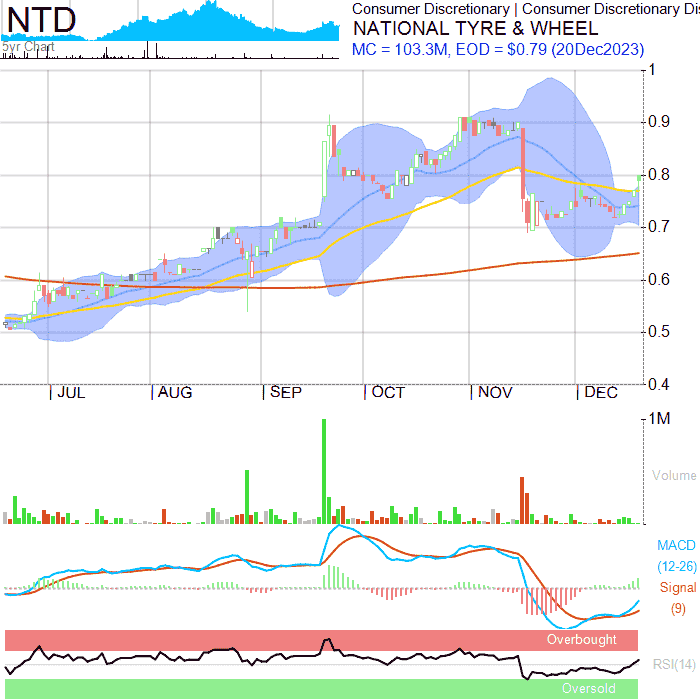 NTD
5yr Chart
Consumer Discretionary | Consumer Discretionary Dis
NATIONAL TYRE & WHEEL
MC = 103.3M, EOD = $0.79 (20Dec2023)
1
0.9
0.8
0.7
0.6
0.5
0.4
JUL AUG SEP OCT NOV DEC
1M
Volume
MACD
(12-26)
Signal
(9)
Overbought
RSI(14)
Oversold